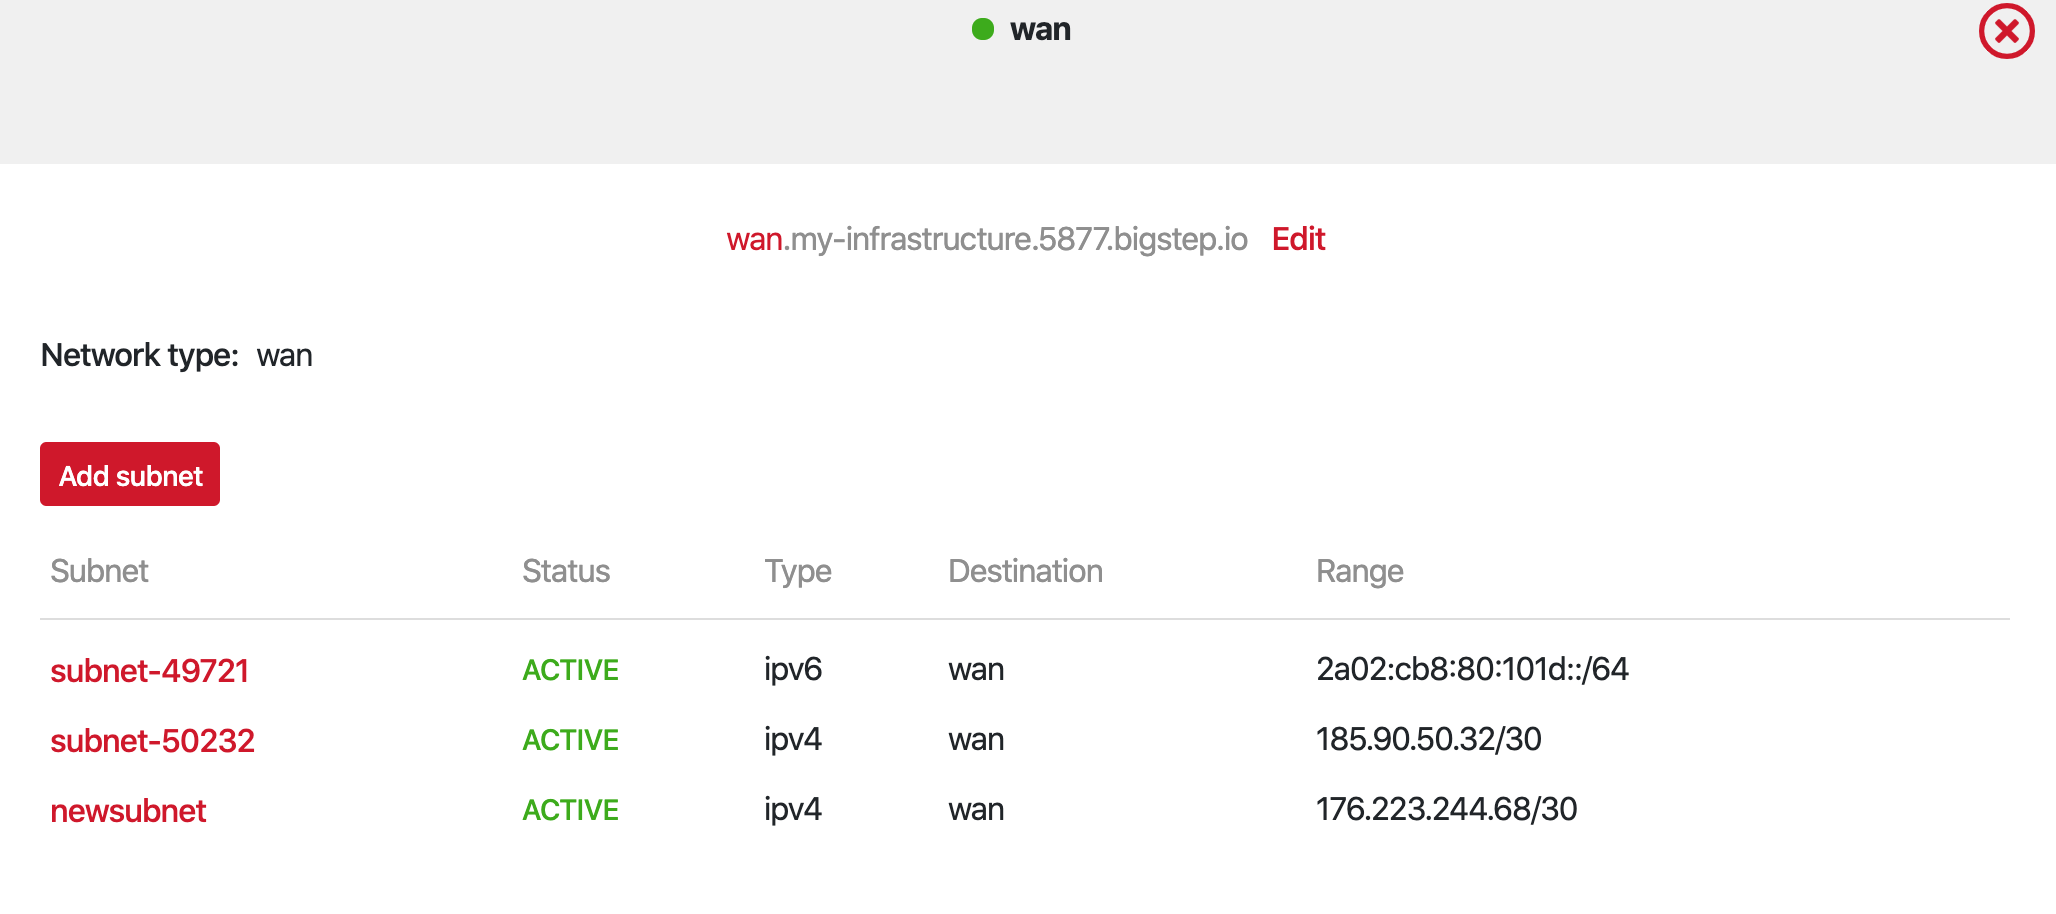 wan
wan.my-infrastructure.5877.bigstep.io Edit
Network type: wan
Add subnet
Subnet Status Type Destination Range
subnet-49721 ACTIVE ipv6 wan 2a02:cb8:80:101d::/64
subnet-50232 ACTIVE ipv4 wan 185.90.50.32/30
newsubnet ACTIVE ipv4 wan 176.223.244.68/30